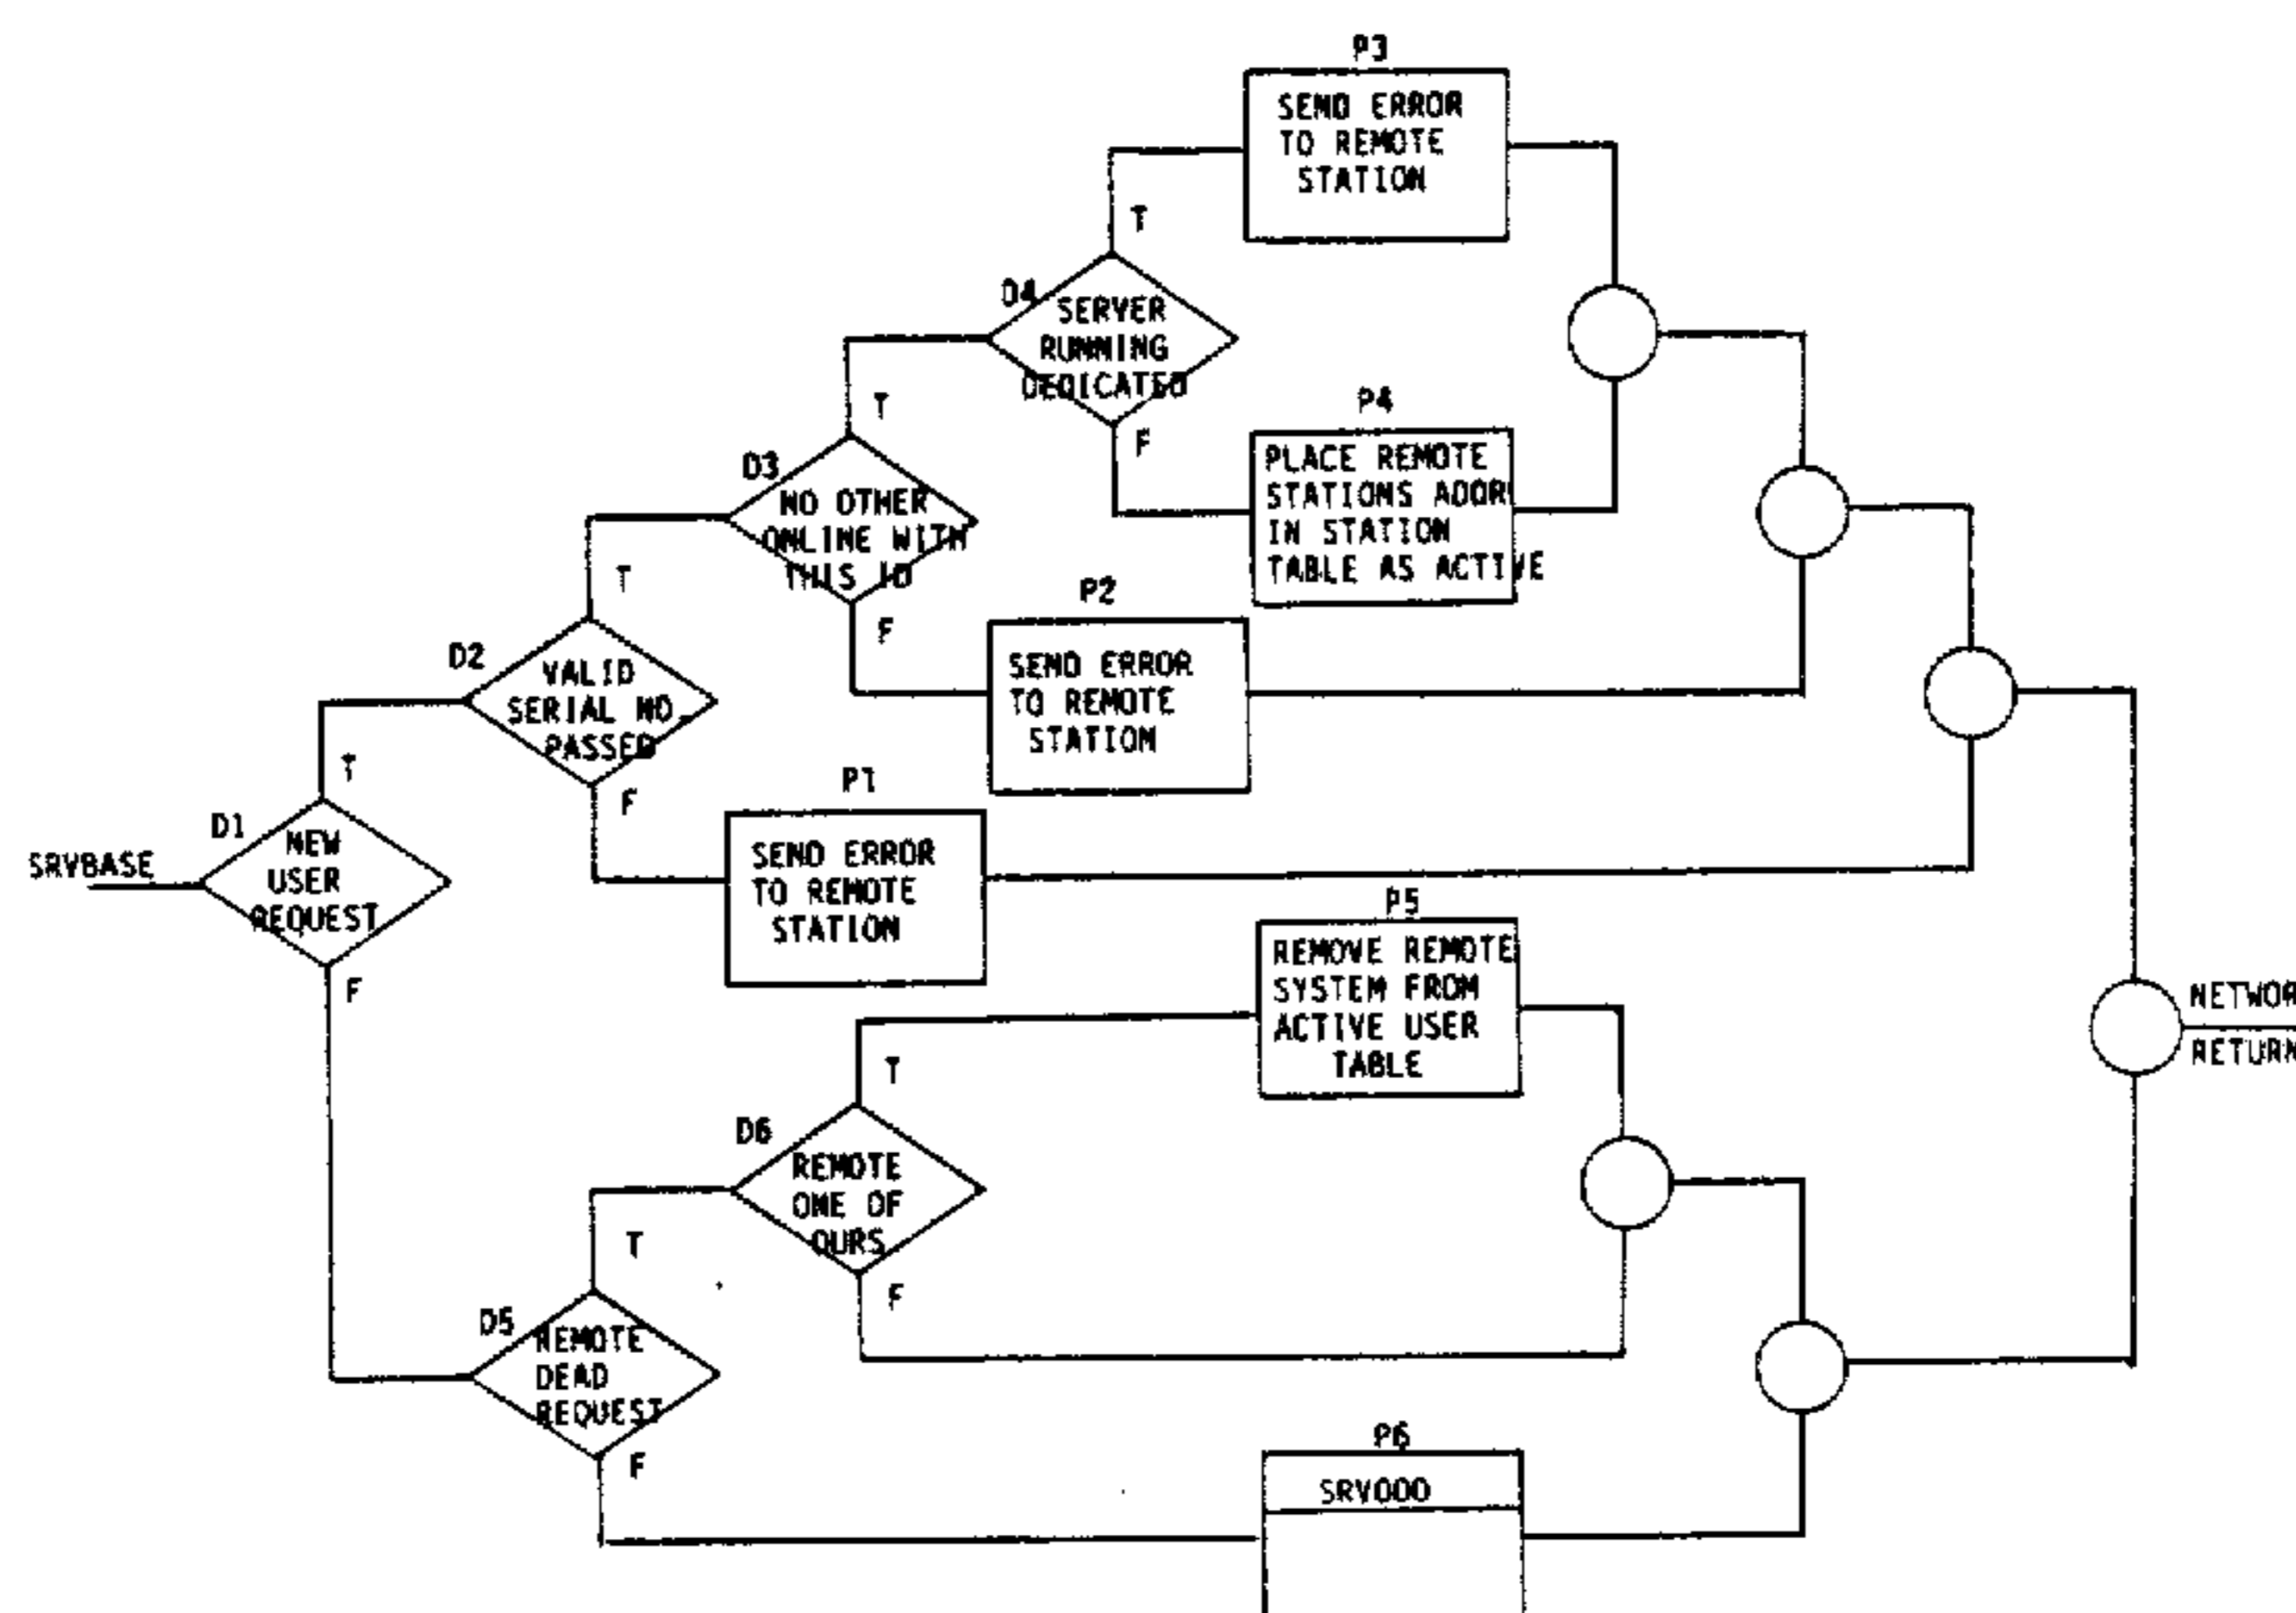 P3
SEND ERROR
TO REMOTE
STATION
T
D4
SERVER
RUNNING
DEDICATED
T
F
P4
PLACE REMOTE
STATIONS ADDR
IN STATION
TABLE AS ACTIVE
D3
NO OTHER
ONLINE WITH
THIS ID
T
F
P2
SEND ERROR
TO REMOTE
STATION
D2
VALID
SERIAL NO
PASSED
T
F
P1
SEND ERROR
TO REMOTE
STATION
SRVBASE
D1
NEW
USER
REQUEST
F
P5
REMOVE REMOTE
SYSTEM FROM
ACTIVE USER
TABLE
NETWOR
RETURN
T
D6
REMOTE
ONE OF
OURS
T
F
D5
REMOTE
DEAD
REQUEST
F
P6
SRV000